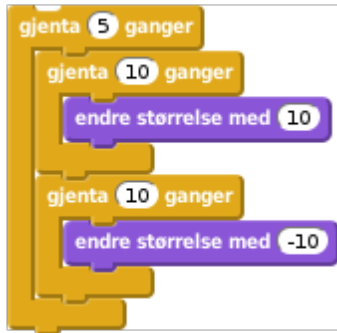 gjenta 5 ganger
gjenta 10 ganger
endre størrelse med 10
gjenta 10 ganger
endre størrelse med -10